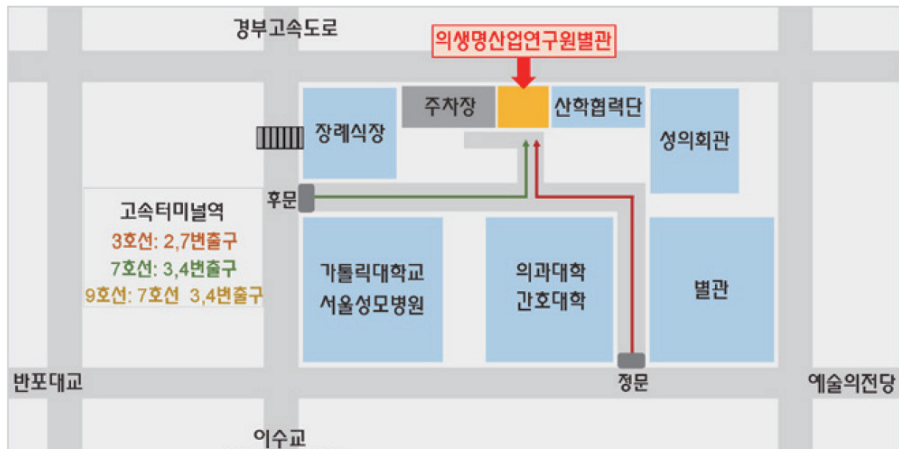 경부고속도로
의생명산업연구원별관
주차장
산학협력단
장례식장
성의회관
후문
고속터미널역
3호선: 2,7번출구
7호선: 3,4번출구
9호선: 7호선 3,4번출구
가톨릭대학교
서울성모병원
의과대학
간호대학
별관
반포대교
정문
예술의전당
이수교